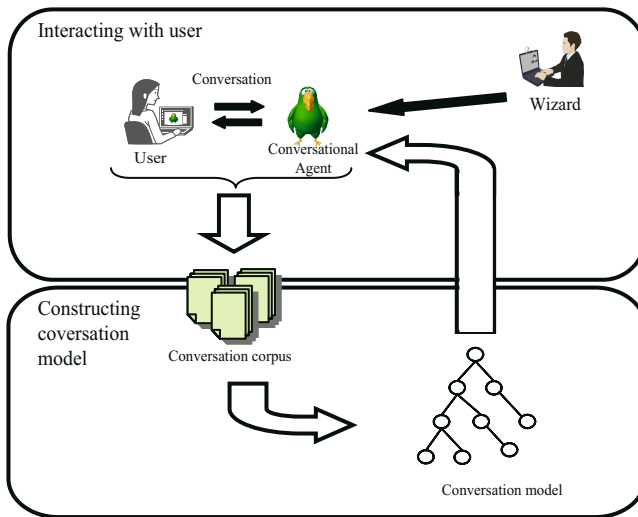 Interacting with user
Conversation
Wizard
User
Conversational
Agent
Constructing
coversation
model
Conversation corpus
Conversation model